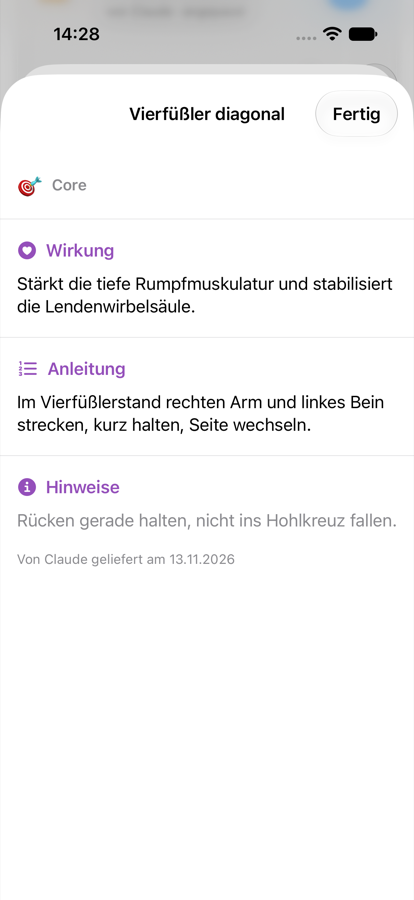 14:28
Vierfüßler diagonal
Fertig
Core
Wirkung
Stärkt die tiefe Rumpfmuskulatur und stabilisiert
die Lendenwirbelsäule.
Anleitung
Im Vierfüßlerstand rechten Arm und linkes Bein
strecken, kurz halten, Seite wechseln.
Hinweise
Rücken gerade halten, nicht ins Hohlkreuz fallen.
Von Claude geliefert am 13.11.2026